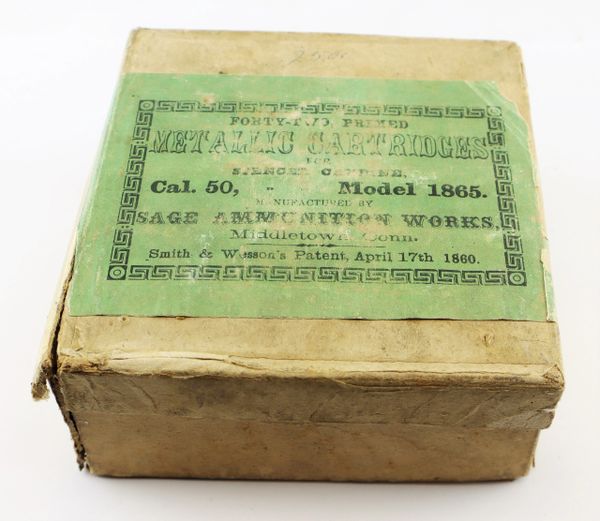 FORTY-TWO, PRIMED
METALLIC CARTRIDGES
FOR
SPENCER CARBINE,
Cal. 50, " " Model 1865.
MANUFACTURED BY
SAGE AMMUNITION WORKS,
Middletown, Conn.
Smith & Wesson's Patent, April 17th 1860.